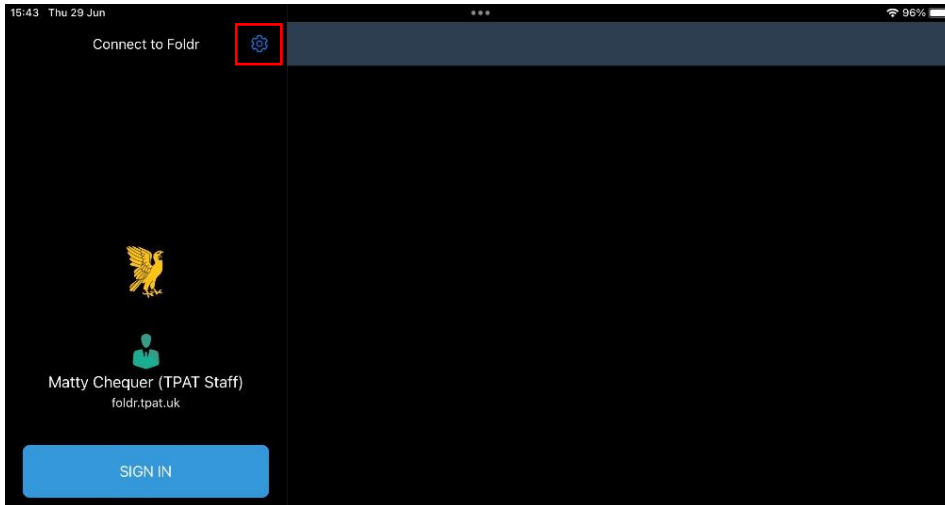 15:43 Thu 29 Jun
96%
Connect to Foldr
Matty Chequer (TPAT Staff)
foldr.tpat.uk
SIGN IN